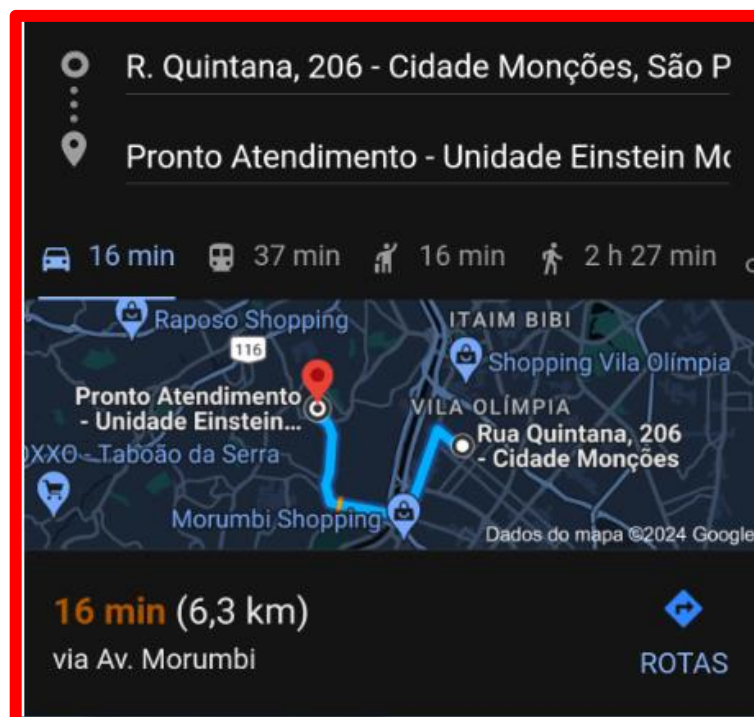 R. Quintana, 206 - Cidade Monções, São P
Pronto Atendimento - Unidade Einstein Mo
16 min
37 min
16 min
2 h 27 min
Raposo Shopping
ITAIM BIBI
116
Shopping Vila Olímpia
Pronto Atendimento
- Unidade Einstein...
VILA OLÍMPIA
Rua Quintana, 206
- Cidade Monções
OXXO - Taboão da Serra
Morumbi Shopping
Dados do mapa ©2024 Google
16 min (6,3 km)
via Av. Morumbi
ROTAS